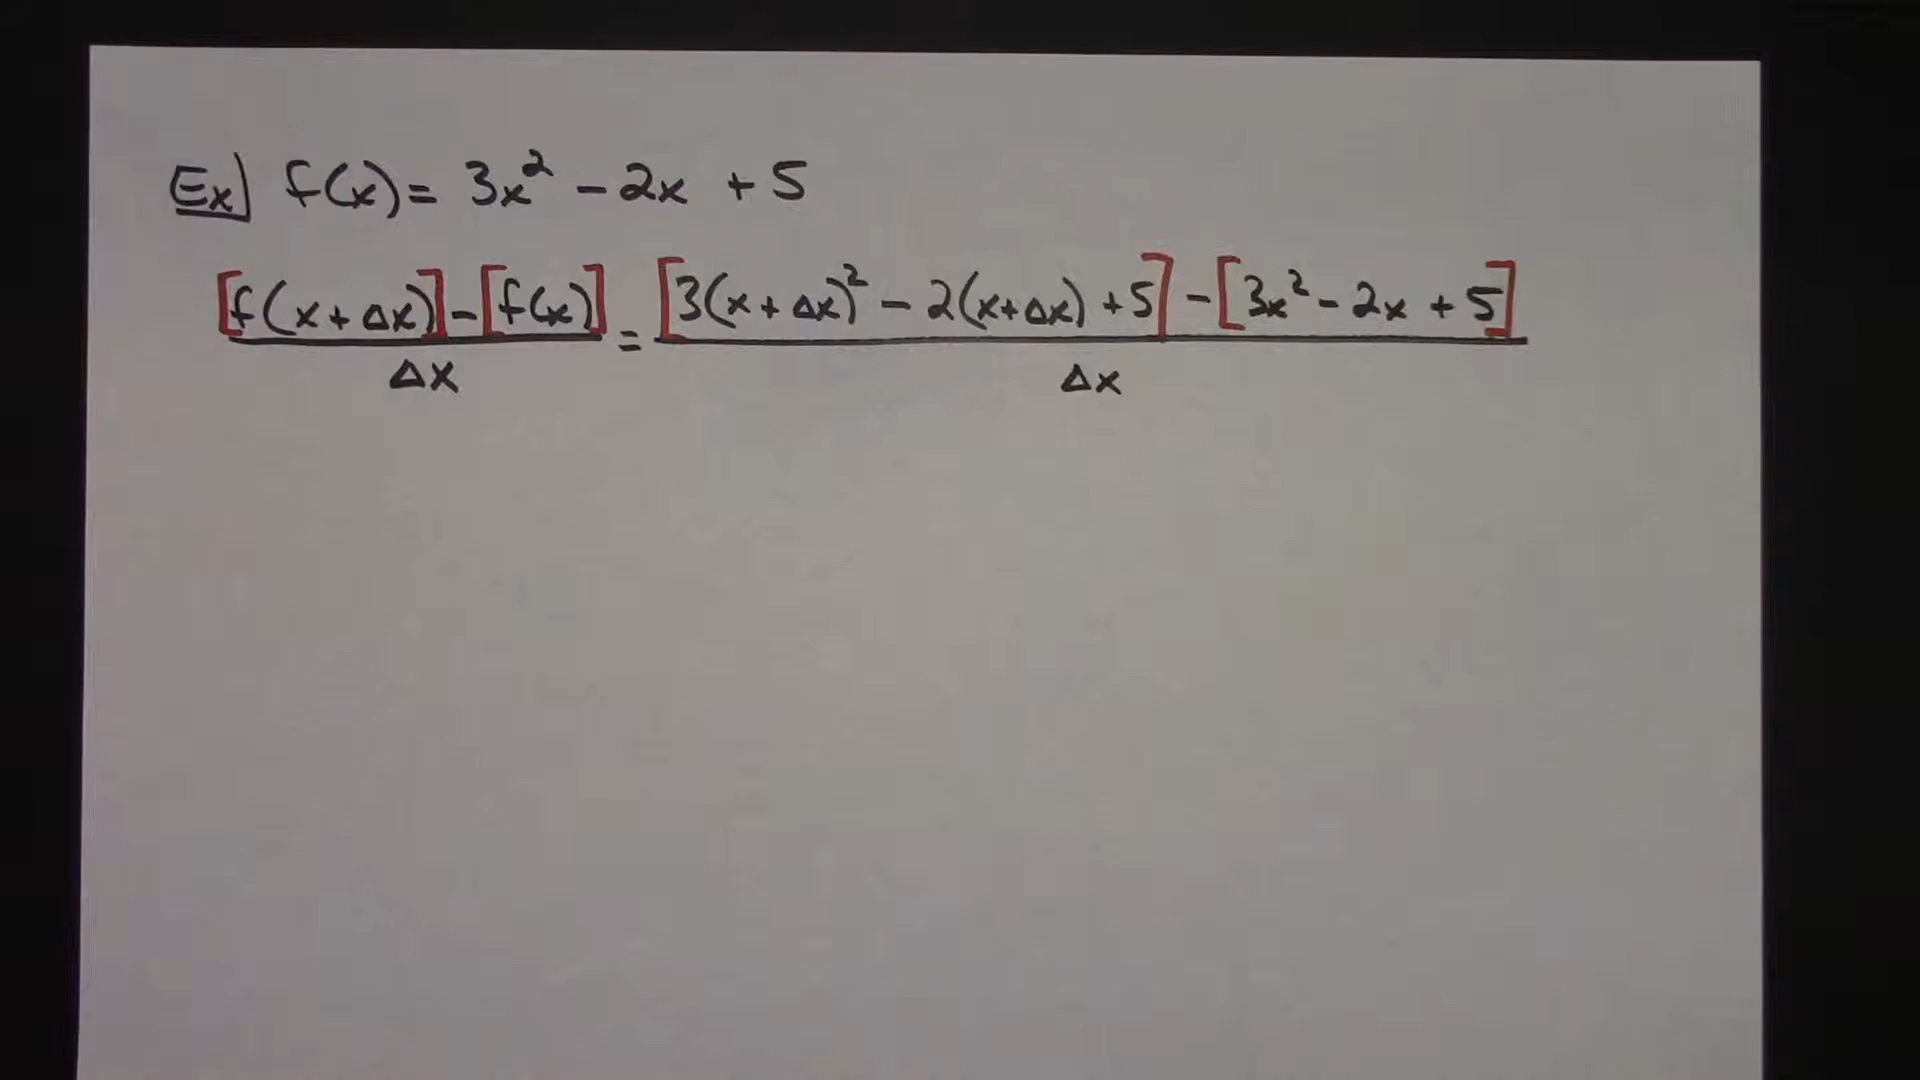 Ex] f(x) = 3x² - 2x + 5
[f(x+Δx)] - [f(x)] = [3(x+Δx)² - 2(x+Δx) + 5] - [3x² - 2x + 5]
Δx Δx